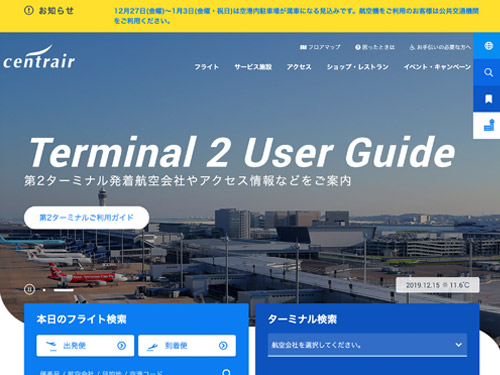 お知らせ
12月27日(金曜)～1月3日(金曜・祝日)は空港内駐車場が満車になる見込みです。航空機をご利用のお客様は公共交通機関
をご利用ください。
centrair
フロアマップ 困ったときは お手伝いの必要な方へ
フライト サービス施設 アクセス ショップ・レストラン イベント・キャンペーン
Terminal 2 User Guide
第2ターミナル発着航空会社やアクセス情報などをご案内
第2ターミナルご利用ガイド
2019.12.15 11.6℃
本日のフライト検索
出発便 到着便
便番号 / 航空会社 / 目的地 / 空港コード
ターミナル検索
航空会社を選択してください。